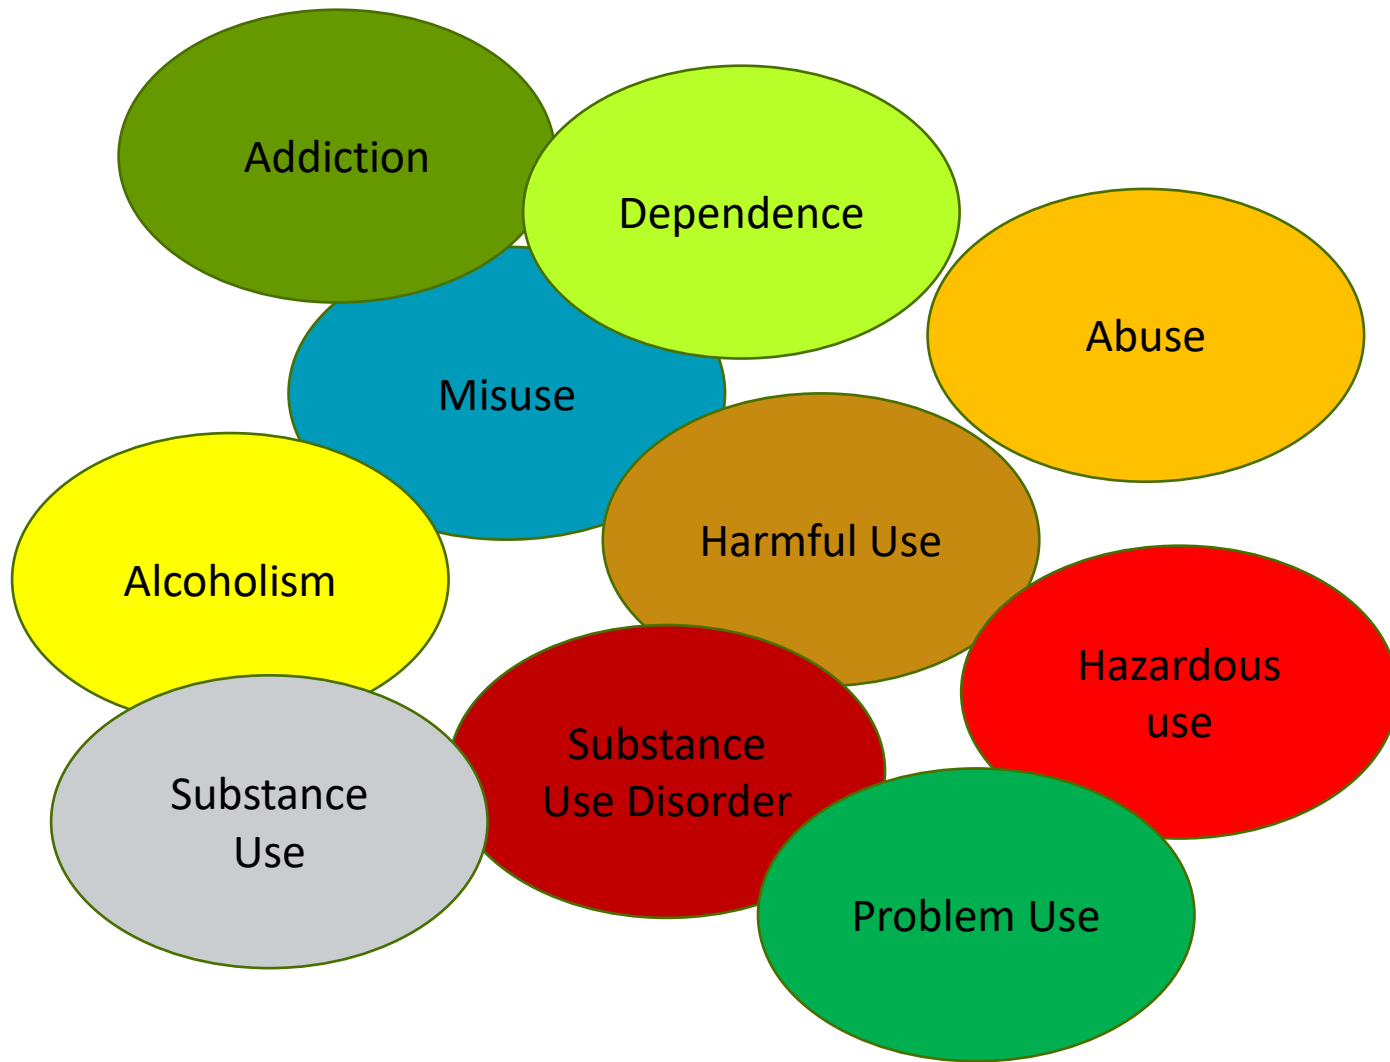 Addiction
Dependence
Abuse
Misuse
Harmful Use
Alcoholism
Hazardous
use
Substance
Use Disorder
Substance
Use
Problem Use